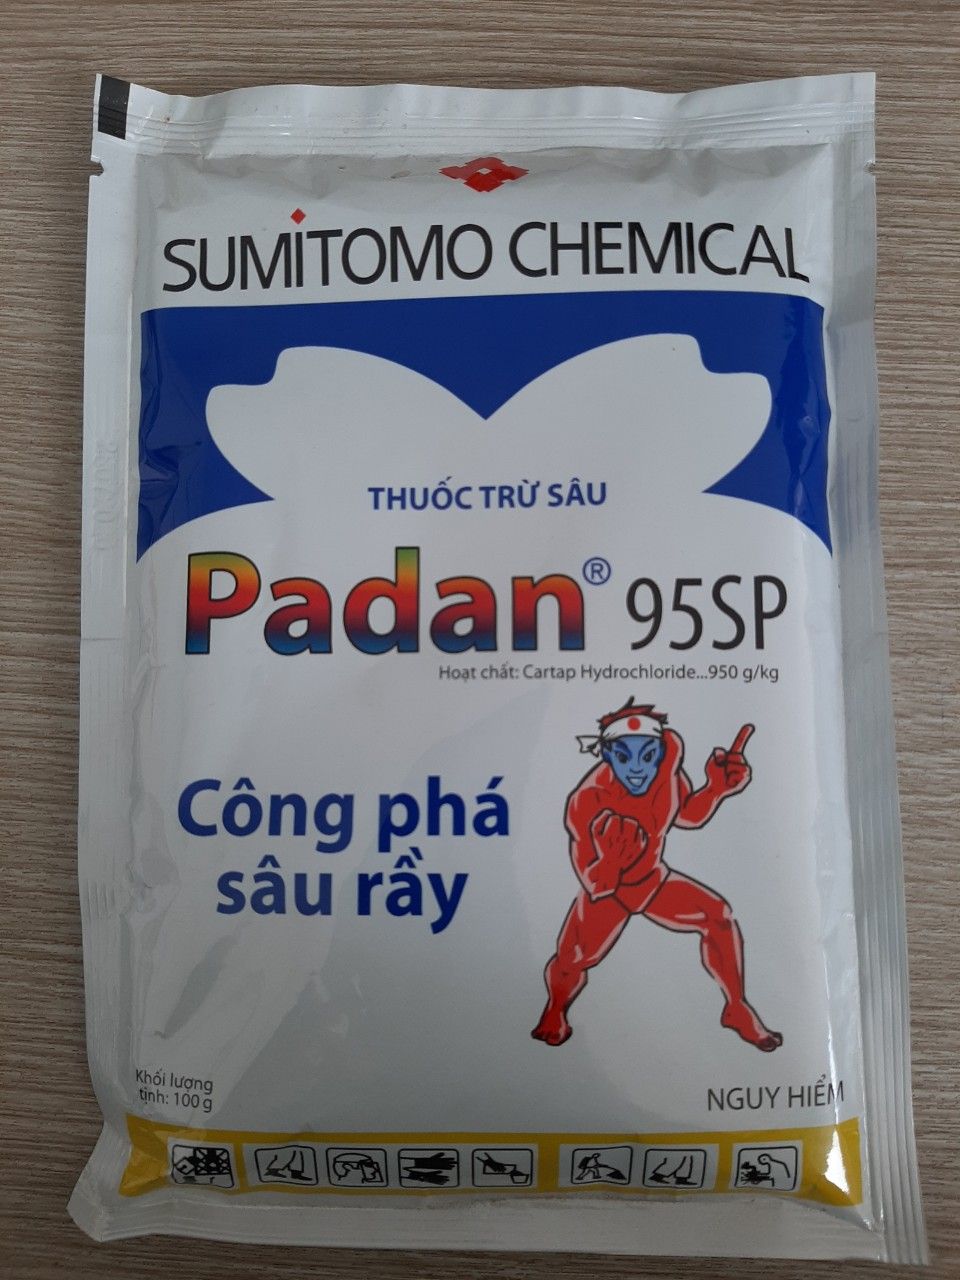 SUMITOMO CHEMICAL
THUỐC TRỪ SÂU
Padan® 95SP
Hoạt chất: Cartap Hydrochloride...950 g/kg
Công phá
sâu rầy
Khối lượng
tịnh: 100 g
NGUY HIỂM